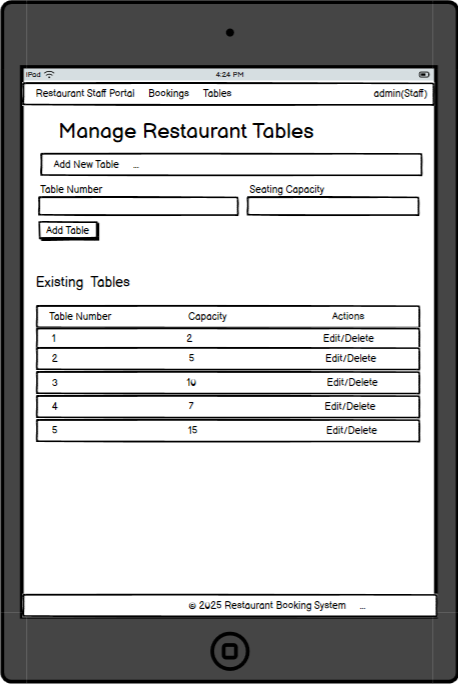 iPad 4:24 PM
Restaurant Staff Portal Bookings Tables admin(Staff)
Manage Restaurant Tables
Add New Table ...
Table Number Seating Capacity
Add Table
Existing Tables
Table Number Capacity Actions
1 2 Edit/Delete
2 5 Edit/Delete
3 10 Edit/Delete
4 7 Edit/Delete
5 15 Edit/Delete
© 2025 Restaurant Booking System ...